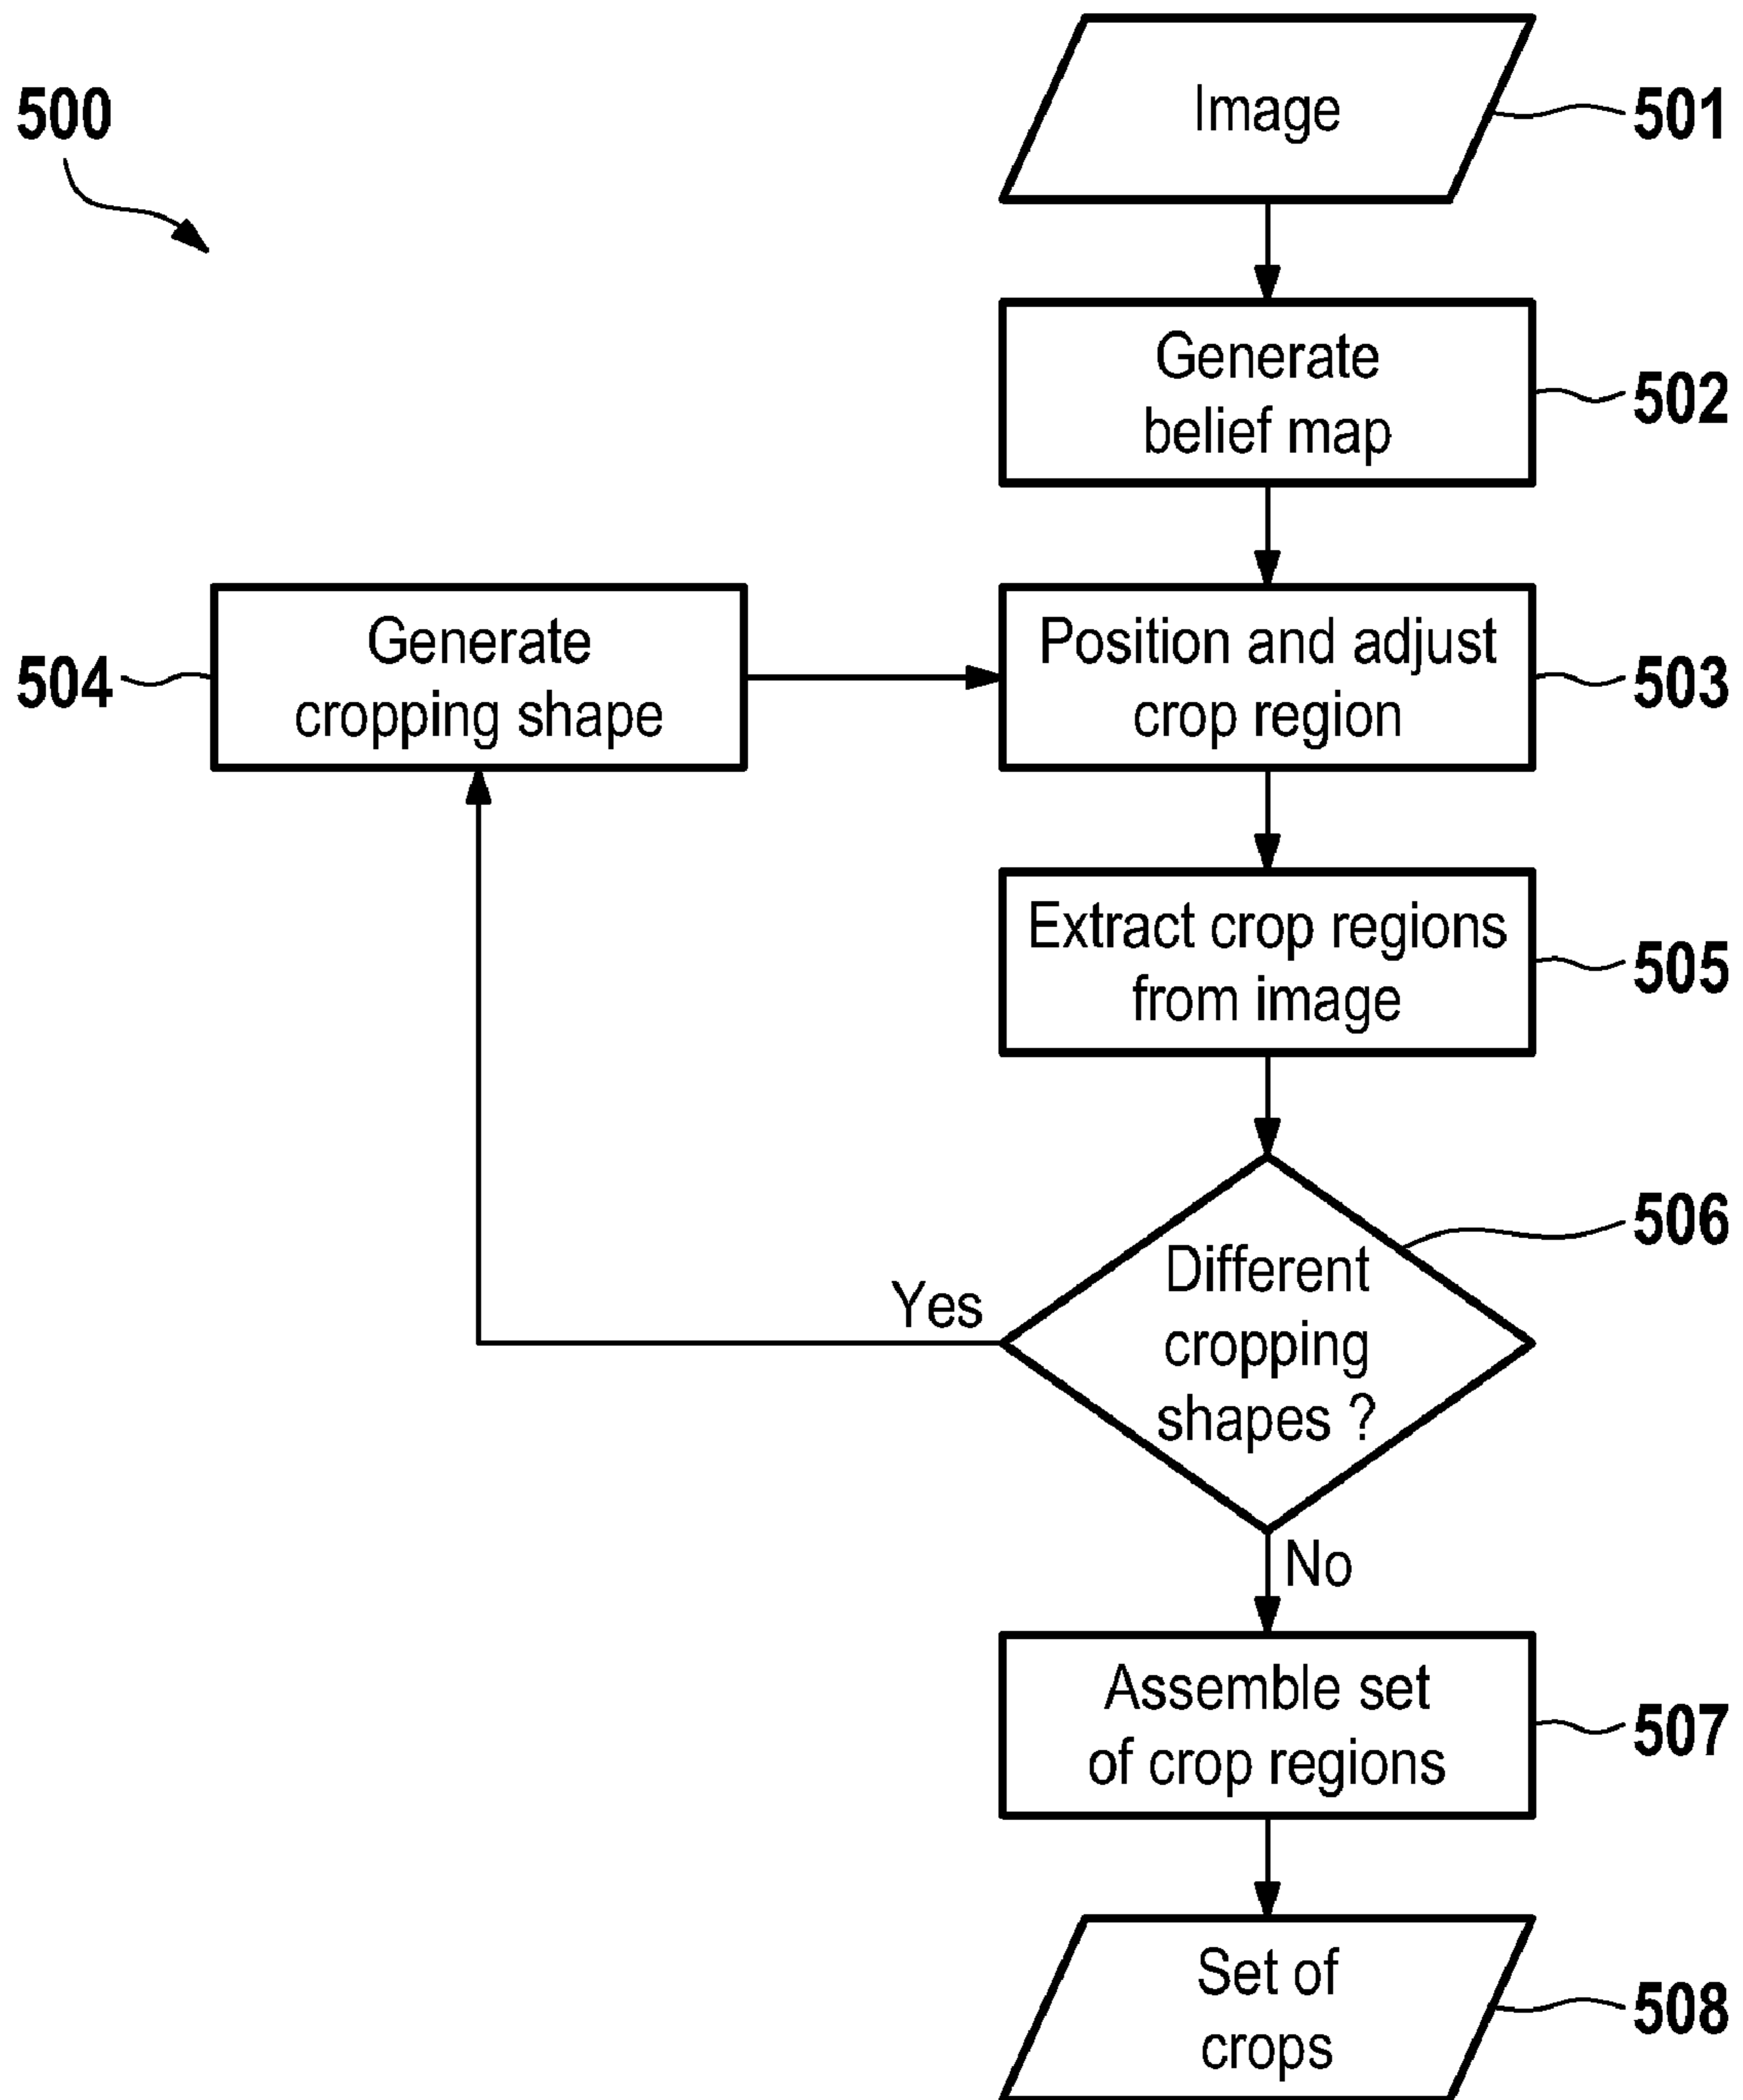 500
Image
501
Generate
belief map
502
Generate
cropping shape
504
Position and adjust
crop region
503
Extract crop regions
from image
505
Different
cropping
shapes ?
506
Yes
No
Assemble set
of crop regions
507
Set of
crops
508